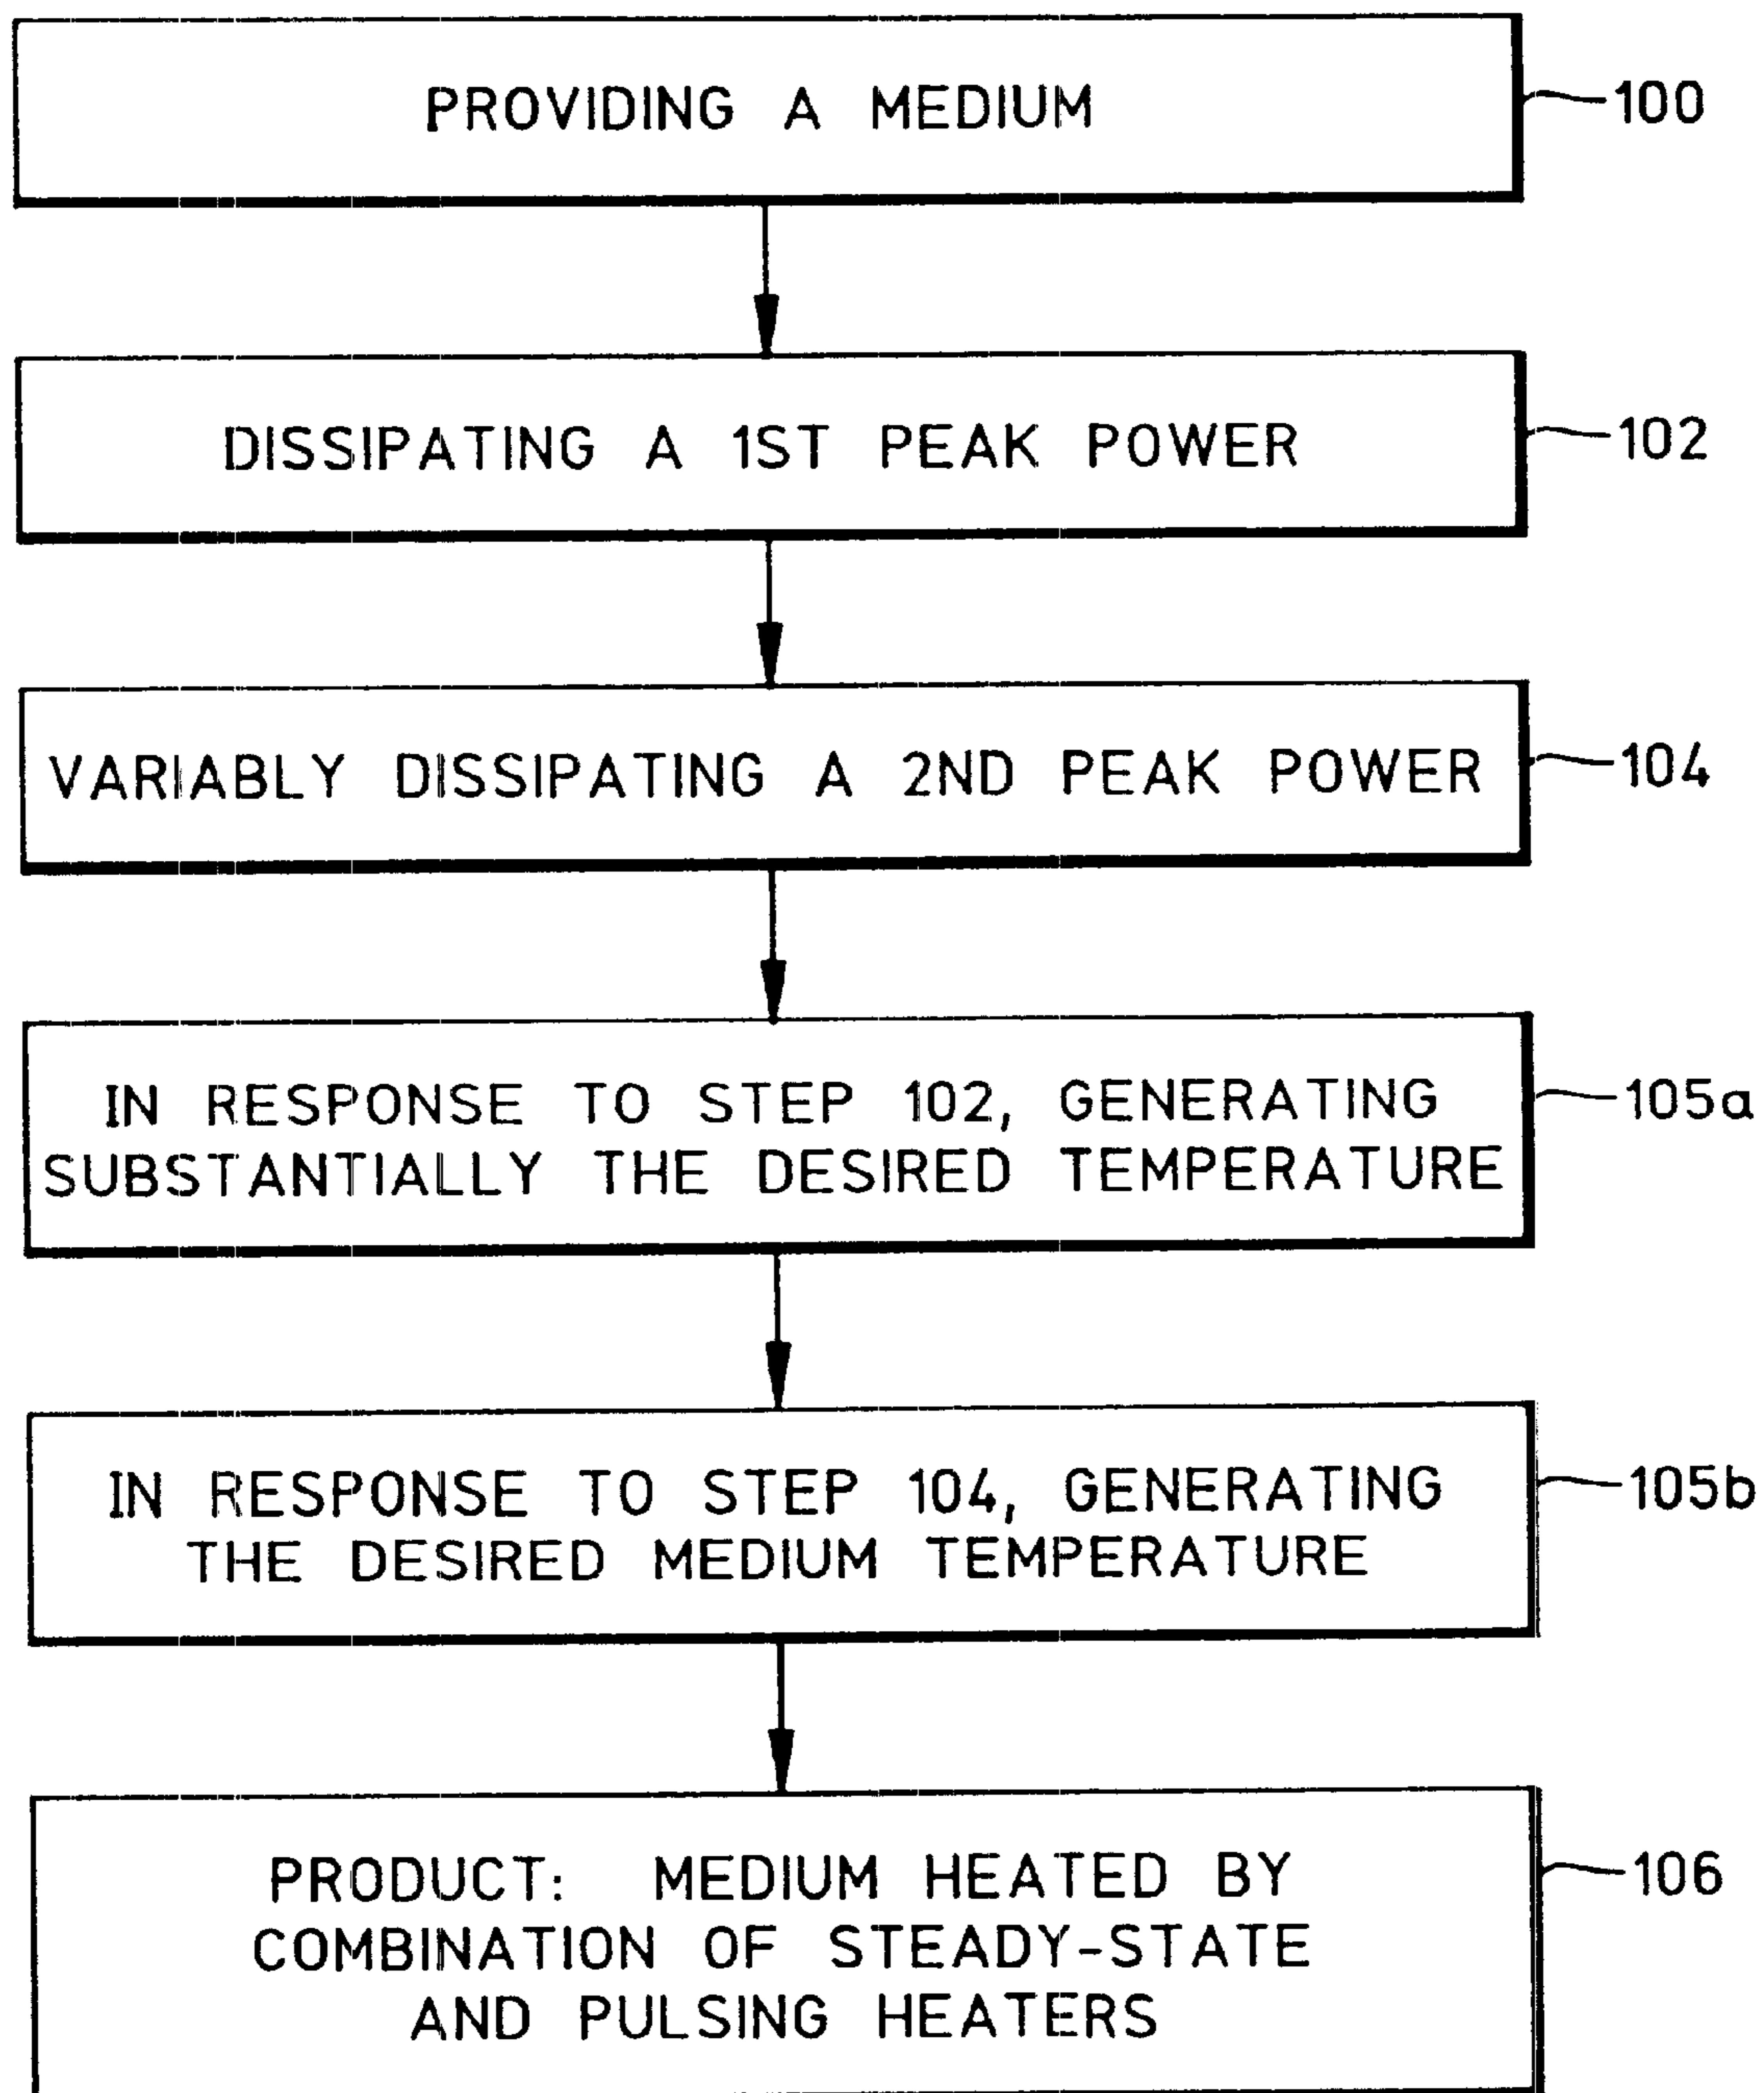 PROVIDING A MEDIUM
100
DISSIPATING A 1ST PEAK POWER
102
VARIABLY DISSIPATING A 2ND PEAK POWER
104
IN RESPONSE TO STEP 102, GENERATING
SUBSTANTIALLY THE DESIRED TEMPERATURE
105a
IN RESPONSE TO STEP 104, GENERATING
THE DESIRED MEDIUM TEMPERATURE
105b
PRODUCT: MEDIUM HEATED BY
COMBINATION OF STEADY-STATE
AND PULSING HEATERS
106